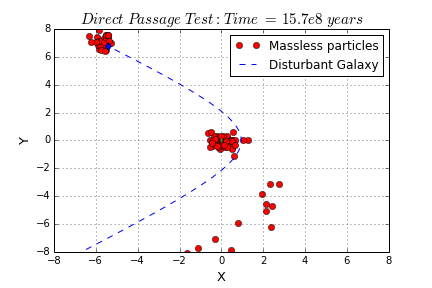 Direct Passage Test : Time = 15.7e8 years
Massless particles
Disturbant Galaxy
8
6
4
2
0
−2
−4
−6
−8
Y
−8 −6 −4 −2 0 2 4 6 8
X